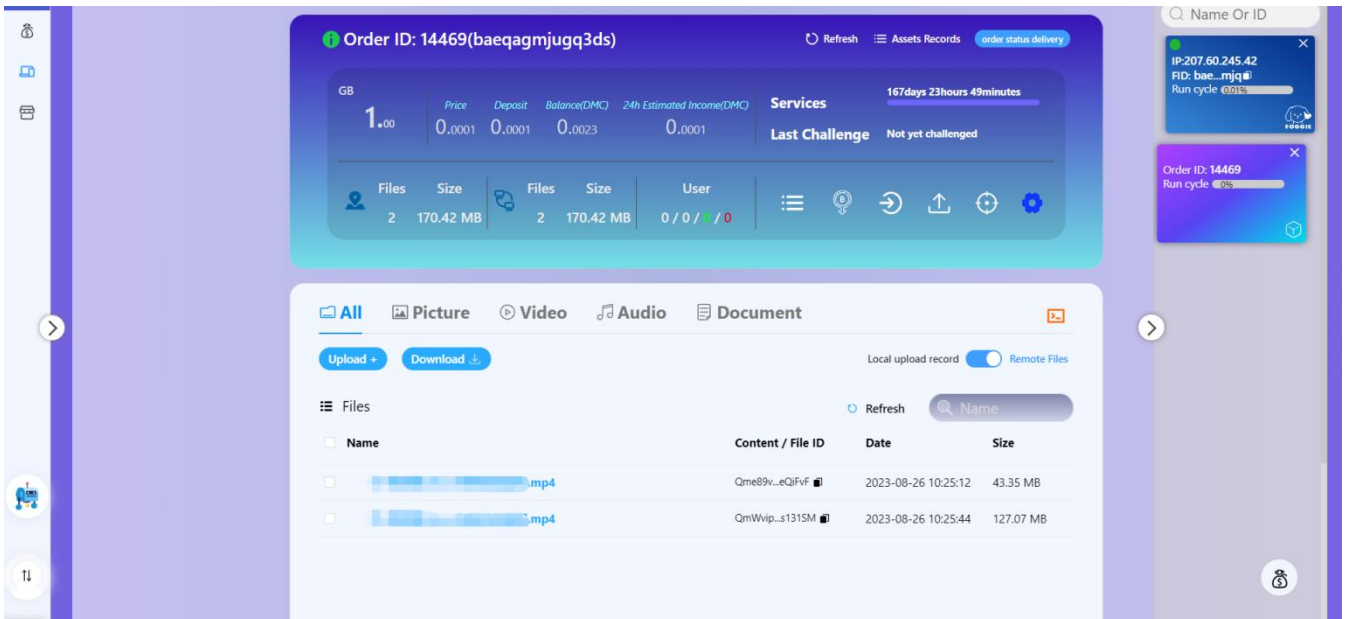 Name Or ID
Order ID: 14469(baeqagmjugq3ds)
Refresh
Assets Records
order status delivery
IP:207.60.245.42
FID: bae...mjq
Run cycle 0.01%
FOGGIE
GB
1.00
Price Deposit Balance(DMC) 24h Estimated Income(DMC)
0.0001 0.0001 0.0023 0.0001
Services 167days 23hours 49minutes
Last Challenge Not yet challenged
Order ID: 14469
Run cycle 0%
Files Size Files Size User
2 170.42 MB 2 170.42 MB 0 / 0 / 0 / 0
All Picture Video Audio Document
Upload + Download
Local upload record Remote Files
Files
Refresh
Name
Name Content / File ID Date Size
.mp4 Qme89v...eQiFvF 2023-08-26 10:25:12 43.35 MB
.mp4 QmWvip...s131SM 2023-08-26 10:25:44 127.07 MB